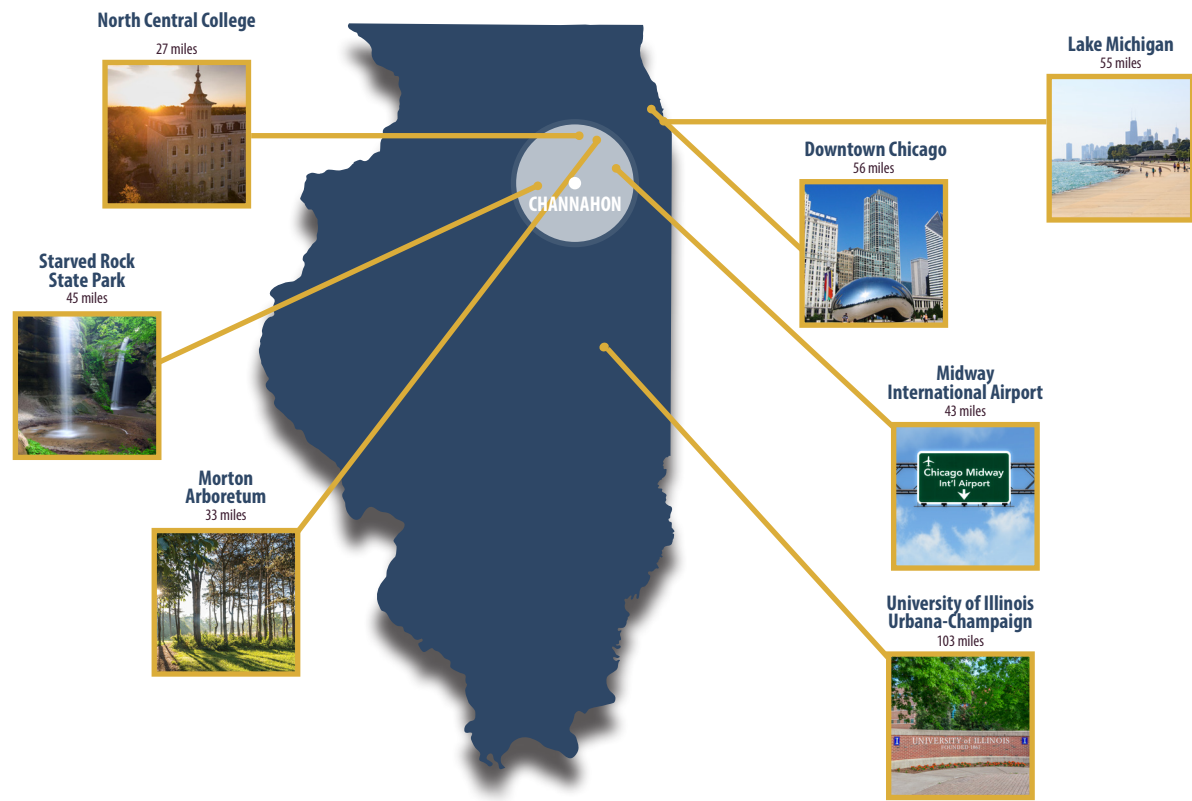 North Central College
27 miles
Lake Michigan
55 miles
Downtown Chicago
56 miles
CHANNAHON
Starved Rock
State Park
45 miles
Midway
International Airport
43 miles
Chicago Midway
Int'l Airport
Morton
Arboretum
33 miles
University of Illinois
Urbana-Champaign
103 miles
UNIVERSITY of ILLINOIS